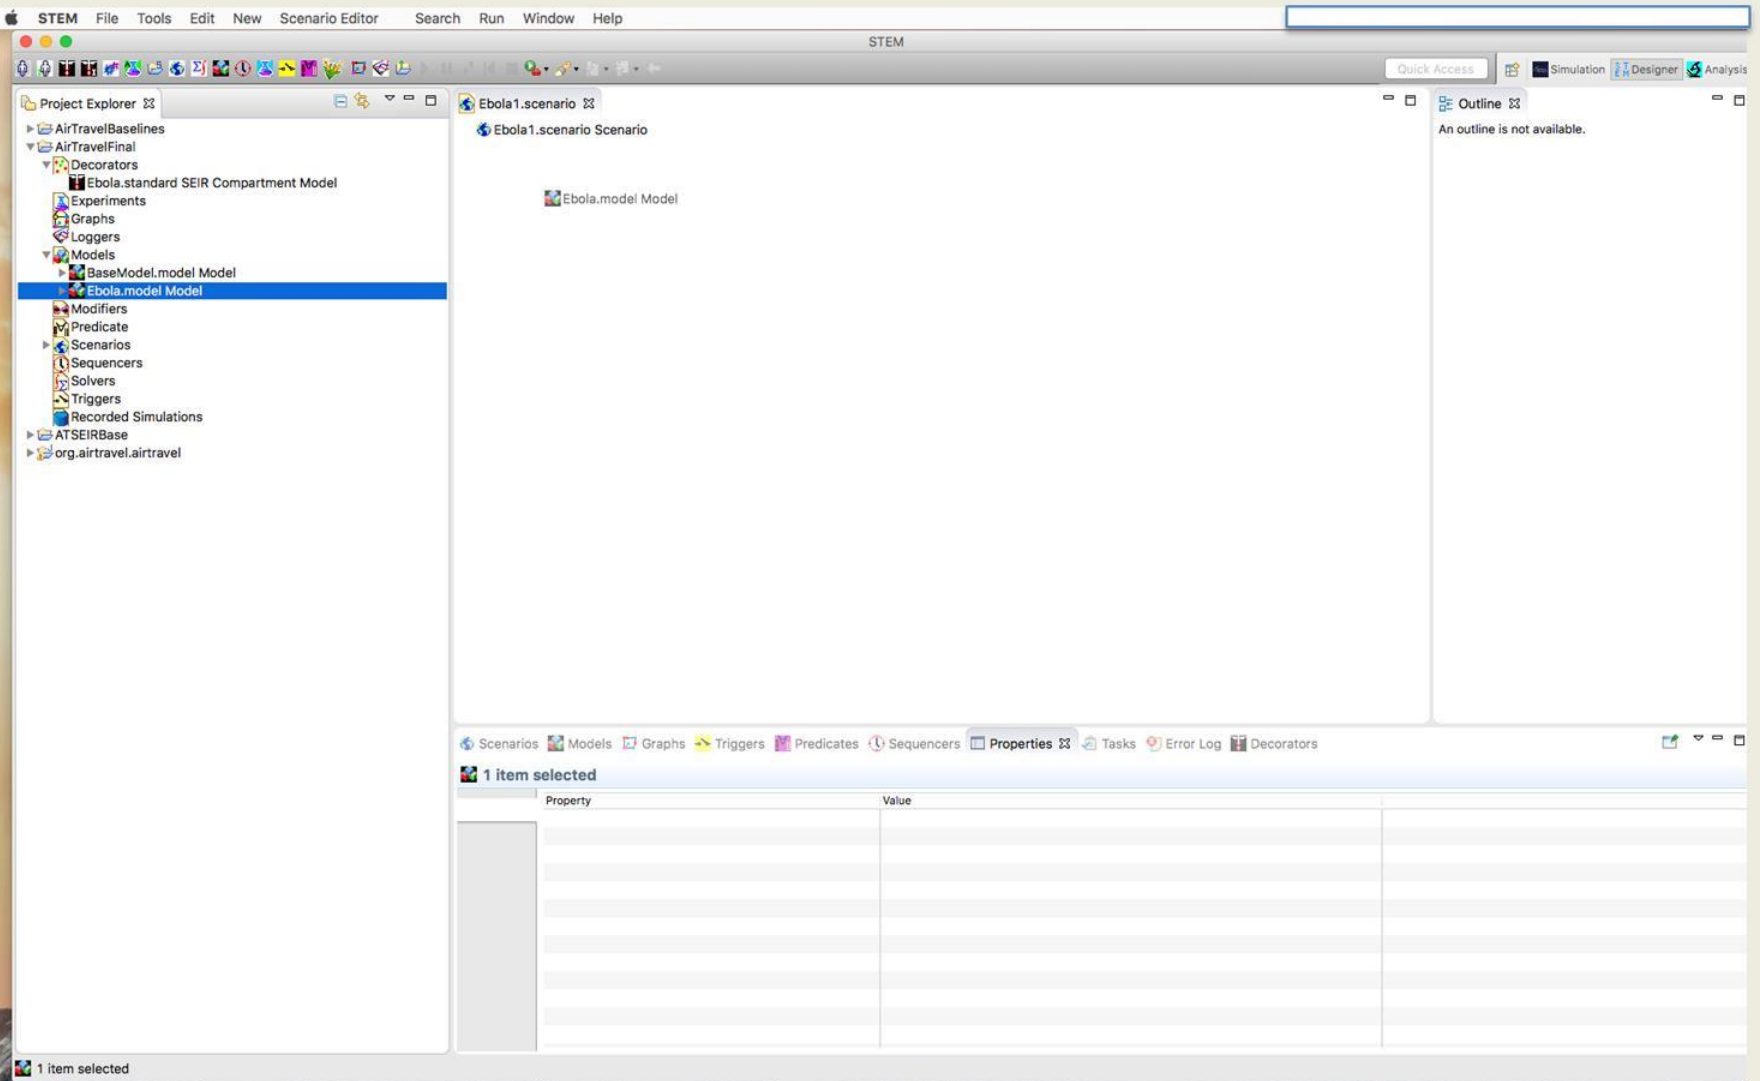 STEM File Tools Edit New Scenario Editor Search Run Window Help
STEM
Quick Access Simulation Designer Analysis
Project Explorer
AirTravelBaselines
AirTravelFinal
Decorators
Ebola.standard SEIR Compartment Model
Experiments
Graphs
Loggers
Models
BaseModel.model Model
Ebola.model Model
Modifiers
Predicate
Scenarios
Sequencers
Solvers
Triggers
Recorded Simulations
ATSEIRBase
org.airtravel.airtravel
Ebola1.scenario
Ebola1.scenario Scenario
Ebola.model Model
Outline
An outline is not available.
Scenarios Models Graphs Triggers Predicates Sequencers Properties Tasks Error Log Decorators
1 item selected
Property Value
1 item selected